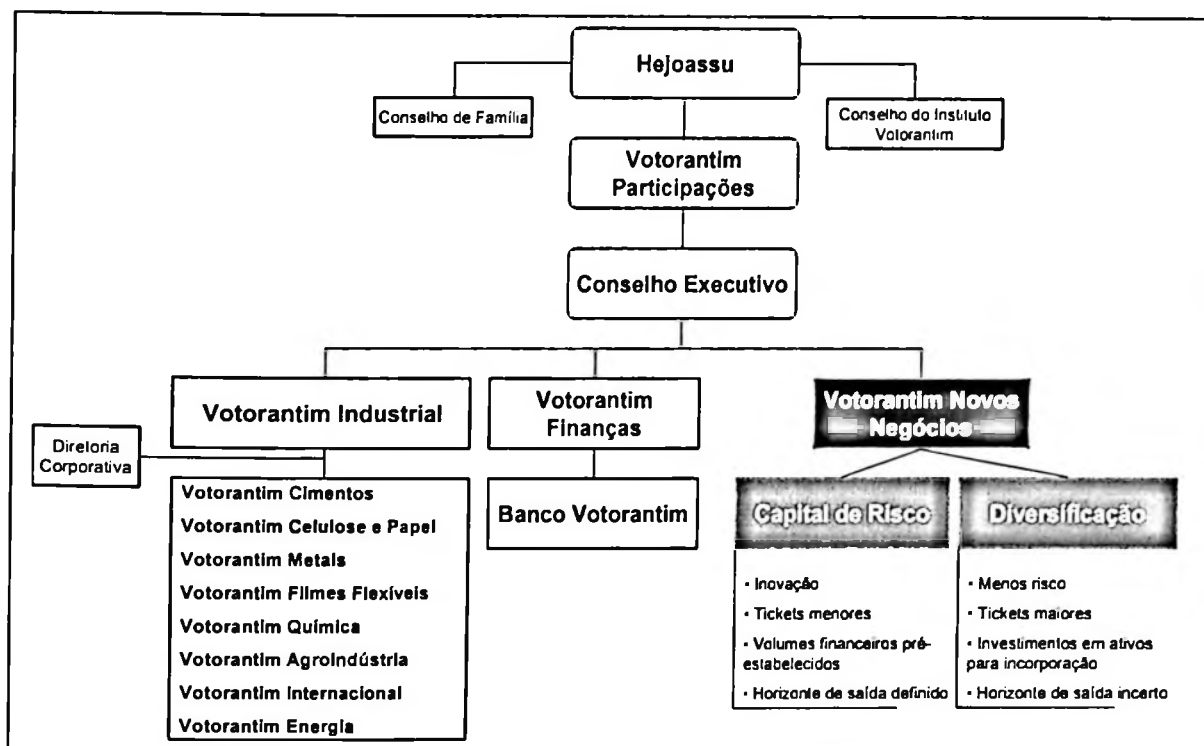 Hejoassu
Conselho de Família
Conselho do Instituto
Votorantim
Votorantim
Participações
Conselho Executivo
Votorantim Industrial
Votorantim
Finanças
Votorantim Novos
Negócios
Diretoria
Corporativa
Votorantim Cimentos
Votorantim Celulose e Papel
Votorantim Metais
Votorantim Filmes Flexíveis
Votorantim Química
Votorantim Agroindústria
Votorantim Internacional
Votorantim Energia
Banco Votorantim
Capital de Risco
• Inovação
• Tickets menores
• Volumes financeiros pré-
estabelecidos
• Horizonte de saída definido
Diversificação
• Menos risco
• Tickets maiores
• Investimentos em ativos
para incorporação
• Horizonte de saída incerto